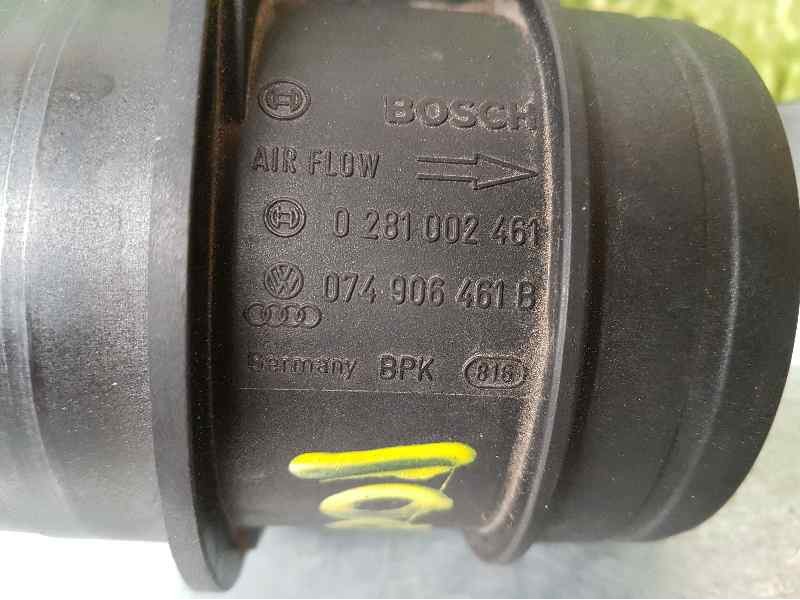 BOSCH
AIR FLOW
0 281 002 461
074 906 461 B
Germany BPK 816